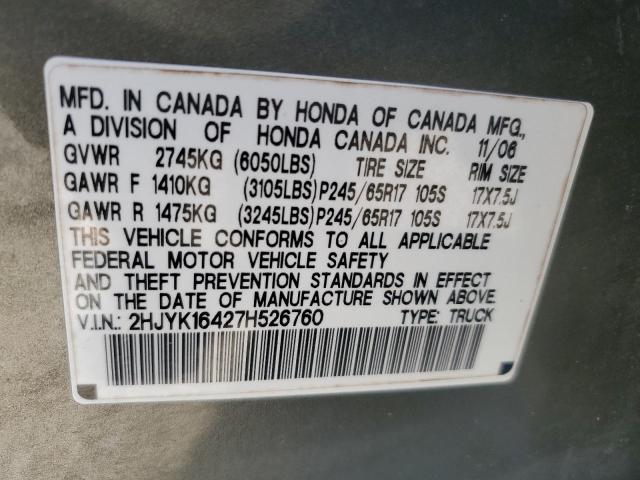 MFD. IN CANADA BY HONDA OF CANADA MFG.,
A DIVISION OF HONDA CANADA INC. 11/06
GVWR 2745KG (6050LBS) TIRE SIZE RIM SIZE
GAWR F 1410KG (3105LBS) P245/65R17 105S 17X7.5J
GAWR R 1475KG (3245LBS) P245/65R17 105S 17X7.5J
THIS VEHICLE CONFORMS TO ALL APPLICABLE
FEDERAL MOTOR VEHICLE SAFETY
AND THEFT PREVENTION STANDARDS IN EFFECT
ON THE DATE OF MANUFACTURE SHOWN ABOVE.
V.I.N.: 2HJYK16427H526760 TYPE: TRUCK